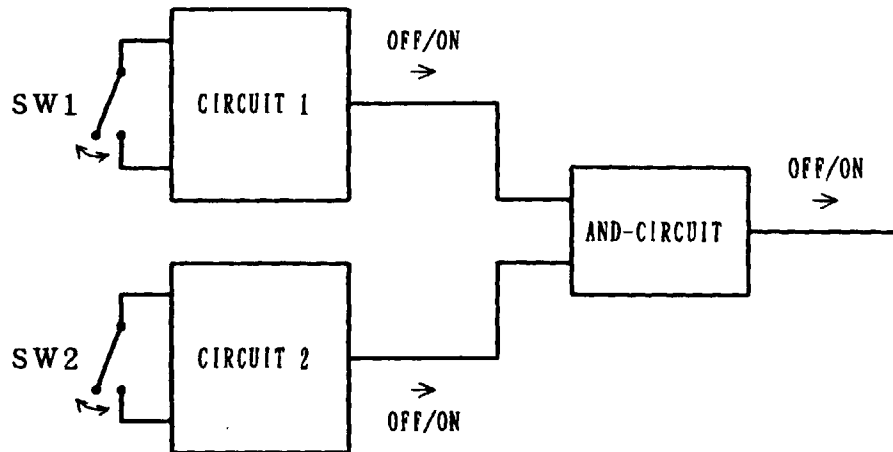 OFF/ON
SW1
CIRCUIT 1
OFF/ON
AND-CIRCUIT
SW2
CIRCUIT 2
OFF/ON